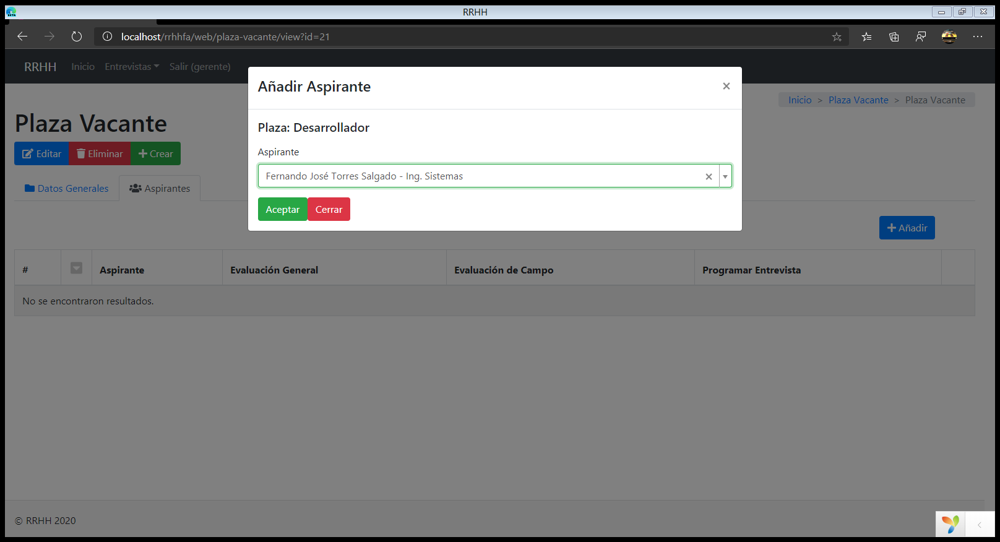 RRHH
localhost/rrhhfa/web/plaza-vacante/view?id=21
RRHH Inicio Entrevistas Salir (gerente)
Añadir Aspirante ×
Inicio > Plaza Vacante > Plaza Vacante
Plaza Vacante
Plaza: Desarrollador
Editar Eliminar Crear
Aspirante
Fernando José Torres Salgado - Ing. Sistemas ×
Datos Generales Aspirantes
Aceptar Cerrar
Añadir
# Aspirante Evaluación General Evaluación de Campo Programar Entrevista
No se encontraron resultados.
© RRHH 2020